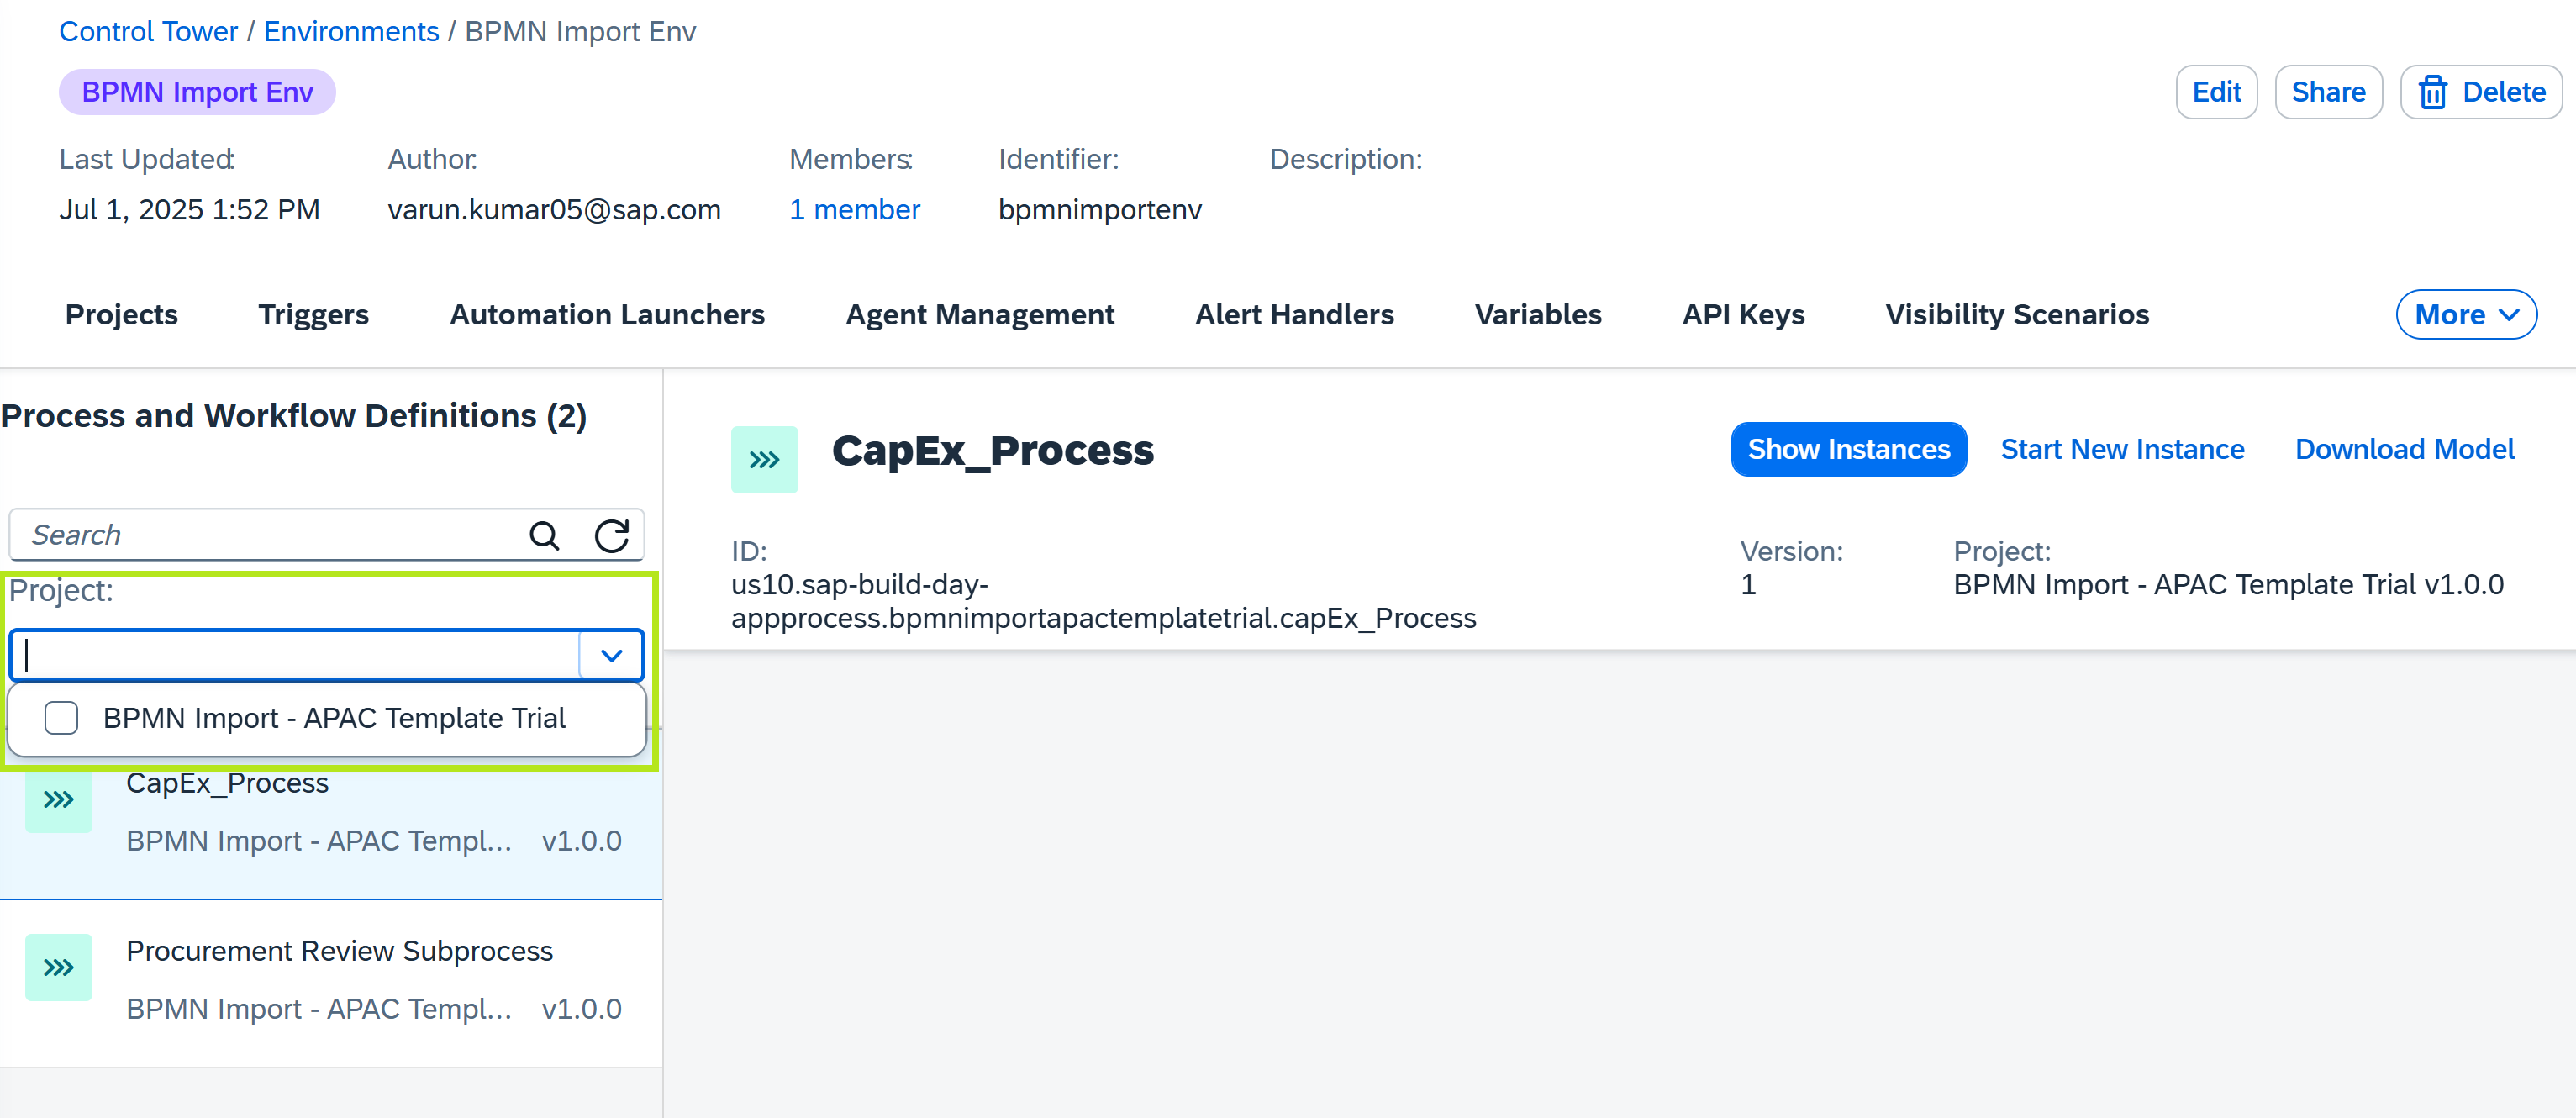 Control Tower / Environments / BPMN Import Env
BPMN Import Env
Edit
Share
Delete
Last Updated:
Author:
Members:
Identifier:
Description:
Jul 1, 2025 1:52 PM
varun.kumar05@sap.com
1 member
bpmnimportenv
Projects
Triggers
Automation Launchers
Agent Management
Alert Handlers
Variables
API Keys
Visibility Scenarios
More
Process and Workflow Definitions (2)
Search
Project:
BPMN Import - APAC Template Trial
CapEx_Process
BPMN Import - APAC Templ... v1.0.0
Procurement Review Subprocess
BPMN Import - APAC Templ... v1.0.0
CapEx_Process
Show Instances
Start New Instance
Download Model
ID:
us10.sap-build-day-
appprocess.bpmnimportapactemplatetrial.capEx_Process
Version:
1
Project:
BPMN Import - APAC Template Trial v1.0.0